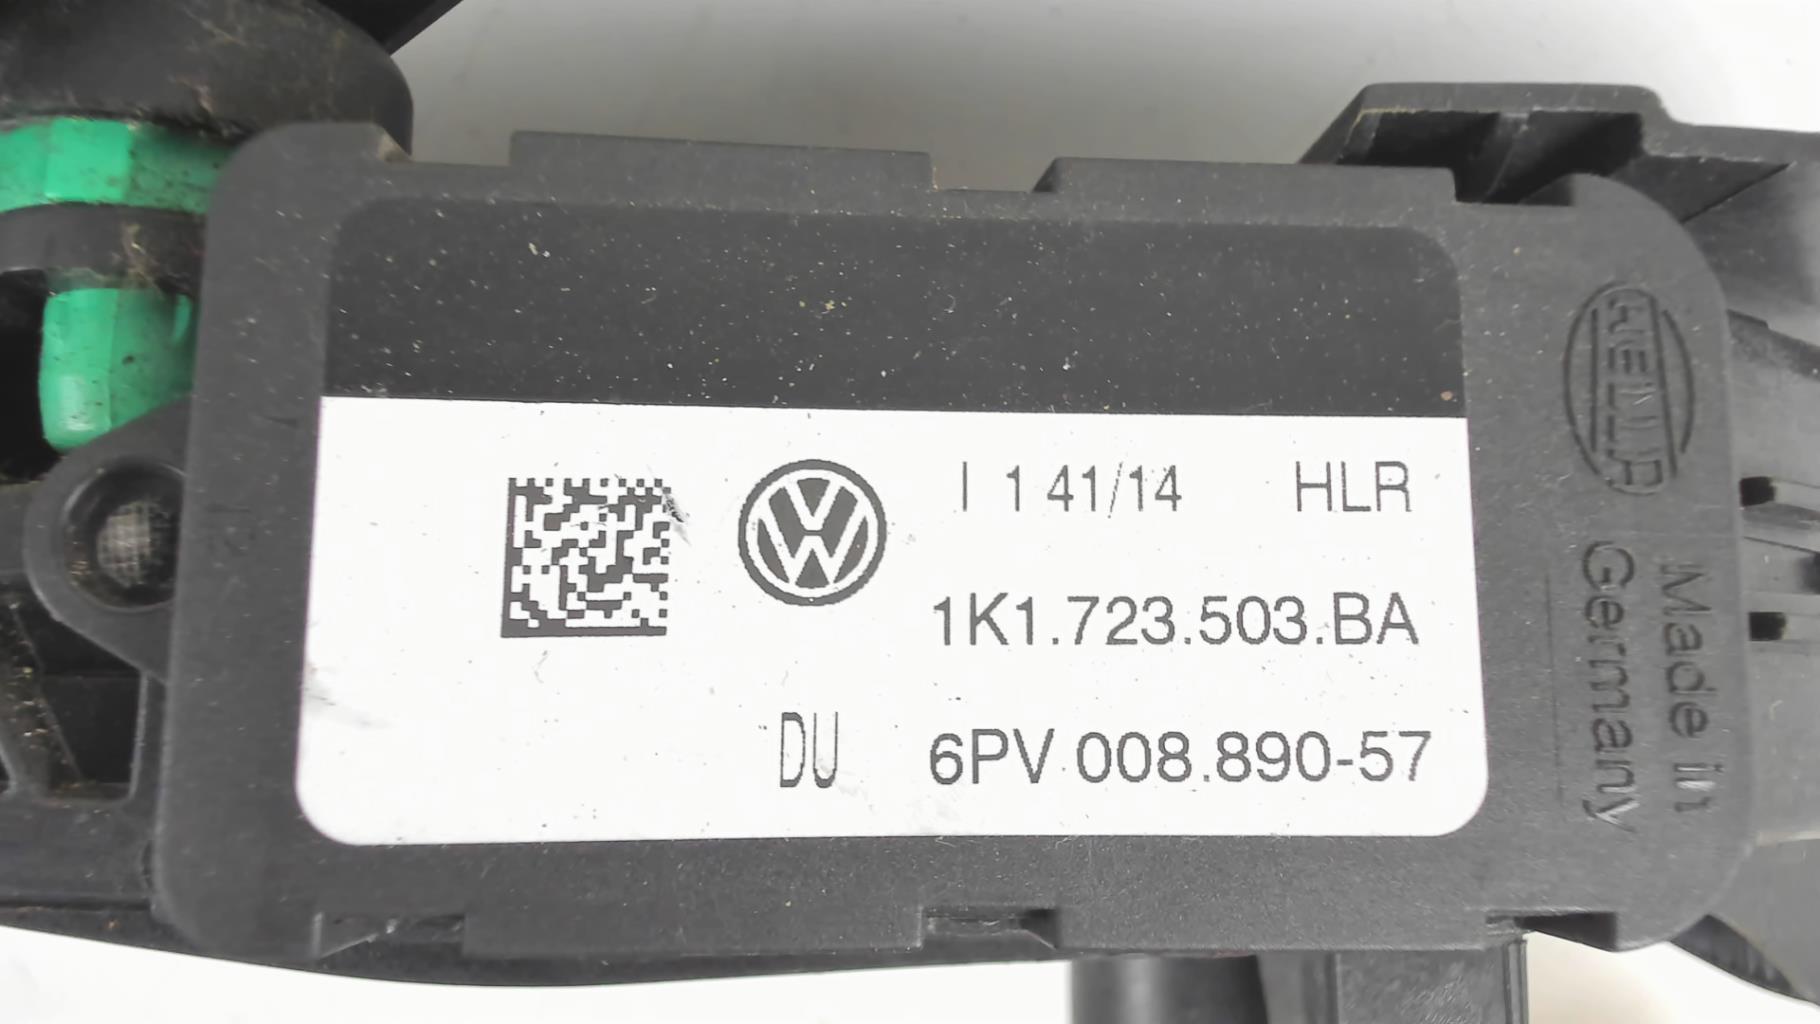 I 1 41/14 HLR
1K1.723.503.BA
DU 6PV 008.890-57
HELLA
Made in
Germany